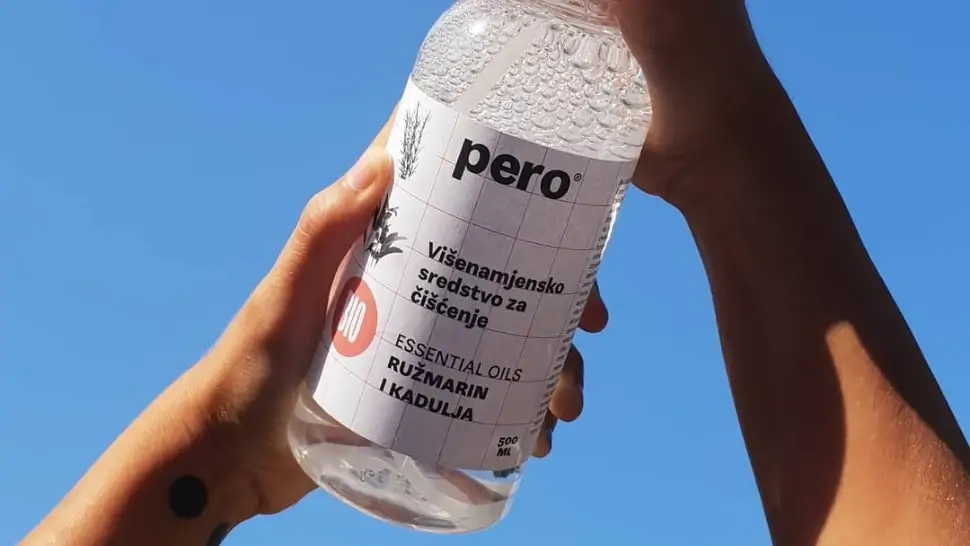 pero®
Višenamjensko
sredstvo za
čišćenje
BIO
ESSENTIAL OILS
RUŽMARIN
I KADULJA
500
ML